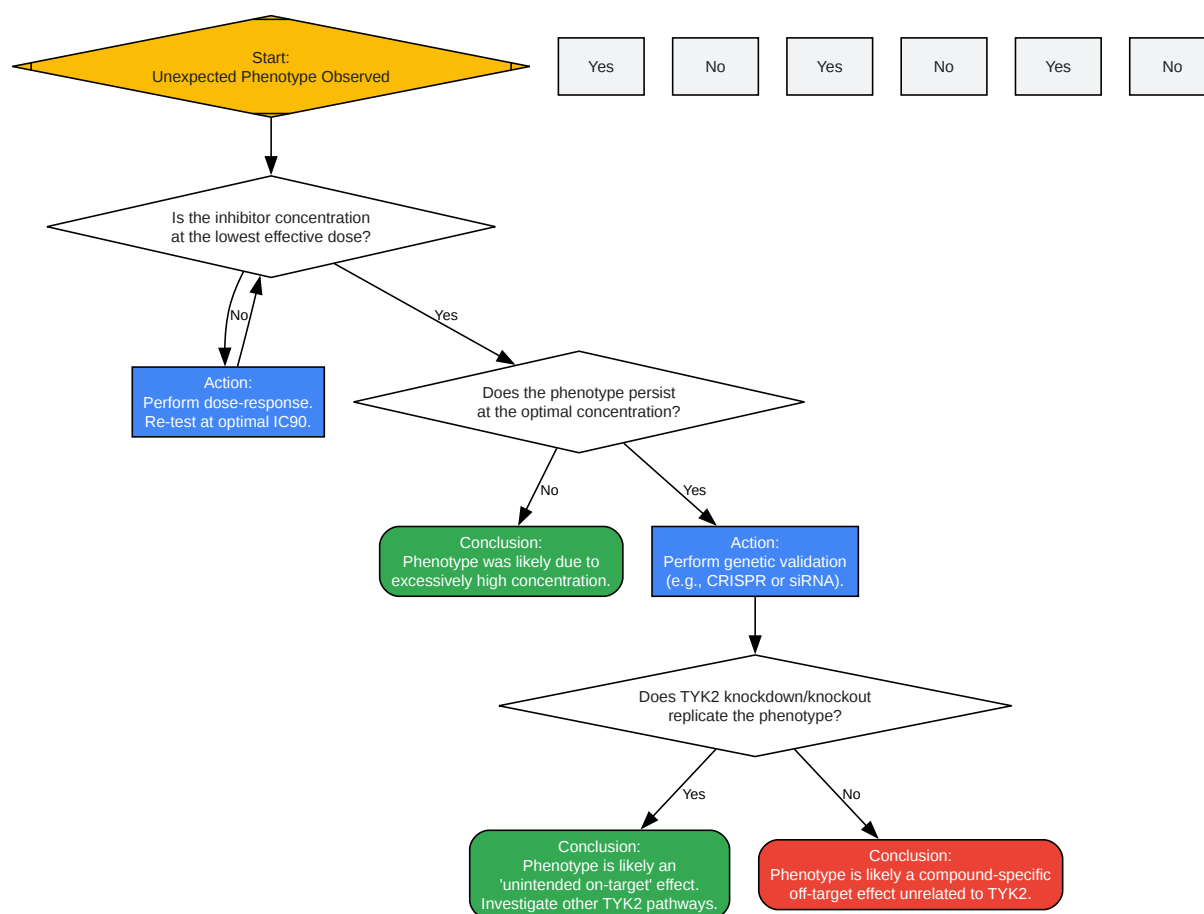 Start:
Unexpected Phenotype Observed
Yes
No
Yes
No
Yes
No
Is the inhibitor concentration
at the lowest effective dose?
No
Yes
Action:
Perform dose-response.
Re-test at optimal IC90.
Does the phenotype persist
at the optimal concentration?
No
Yes
Conclusion:
Phenotype was likely due to
excessively high concentration.
Action:
Perform genetic validation
(e.g., CRISPR or siRNA).
Does TYK2 knockdown/knockout
replicate the phenotype?
Yes
No
Conclusion:
Phenotype is likely an
'unintended on-target' effect.
Investigate other TYK2 pathways.
Conclusion:
Phenotype is likely a compound-specific
off-target effect unrelated to TYK2.